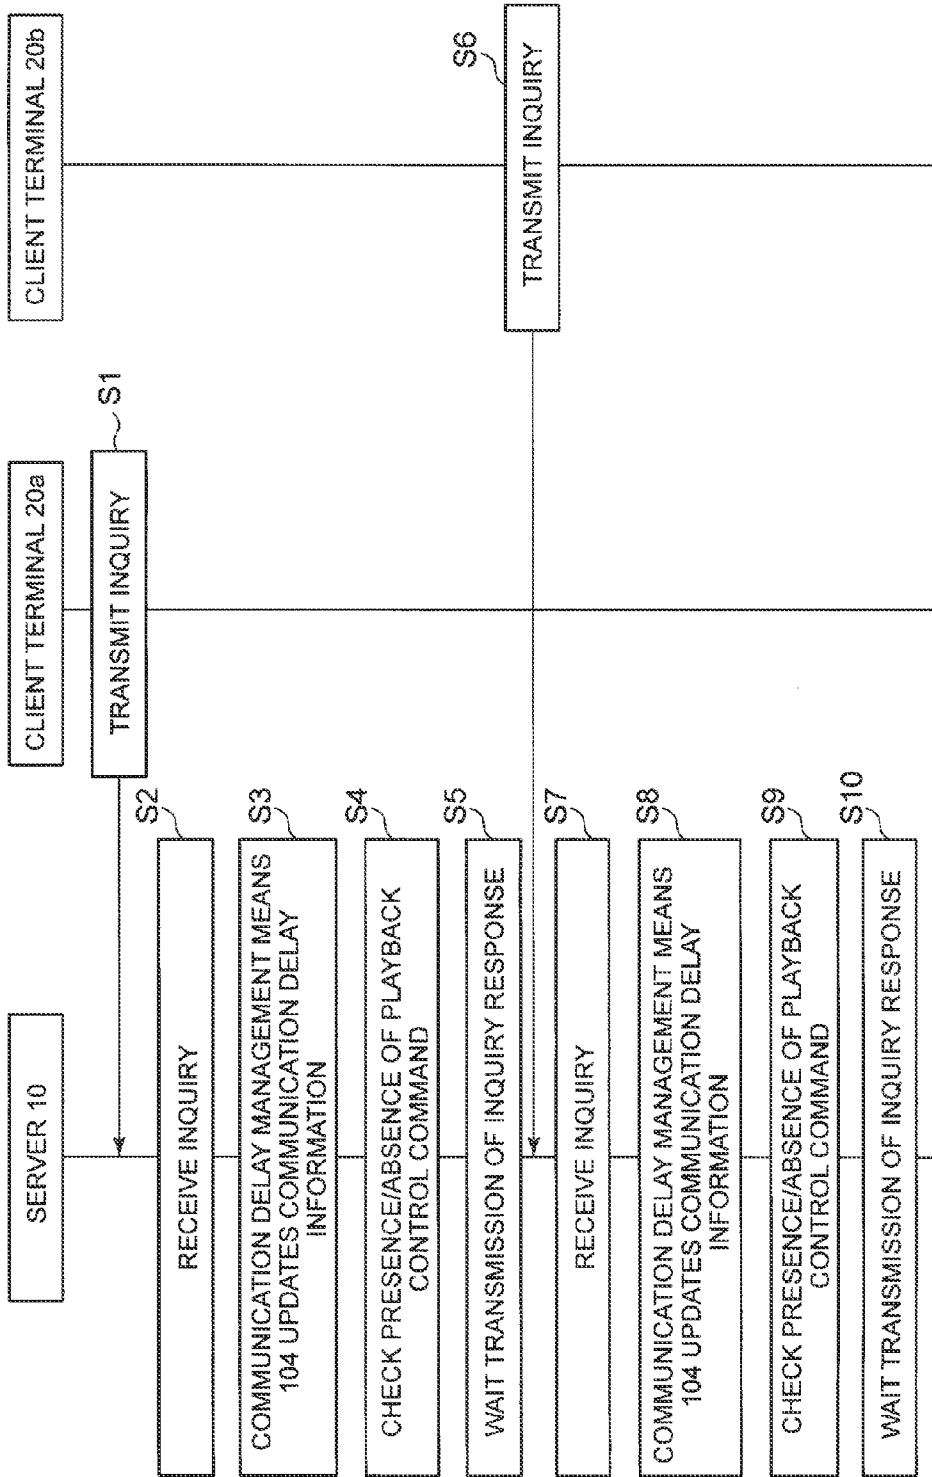 SERVER 10
CLIENT TERMINAL 20a
CLIENT TERMINAL 20b
TRANSMIT INQUIRY
S1
RECEIVE INQUIRY
S2
COMMUNICATION DELAY MANAGEMENT MEANS
104 UPDATES COMMUNICATION DELAY
INFORMATION
S3
CHECK PRESENCE/ABSENCE OF PLAYBACK
CONTROL COMMAND
S4
WAIT TRANSMISSION OF INQUIRY RESPONSE
S5
TRANSMIT INQUIRY
S6
RECEIVE INQUIRY
S7
COMMUNICATION DELAY MANAGEMENT MEANS
104 UPDATES COMMUNICATION DELAY
INFORMATION
S8
CHECK PRESENCE/ABSENCE OF PLAYBACK
CONTROL COMMAND
S9
WAIT TRANSMISSION OF INQUIRY RESPONSE
S10